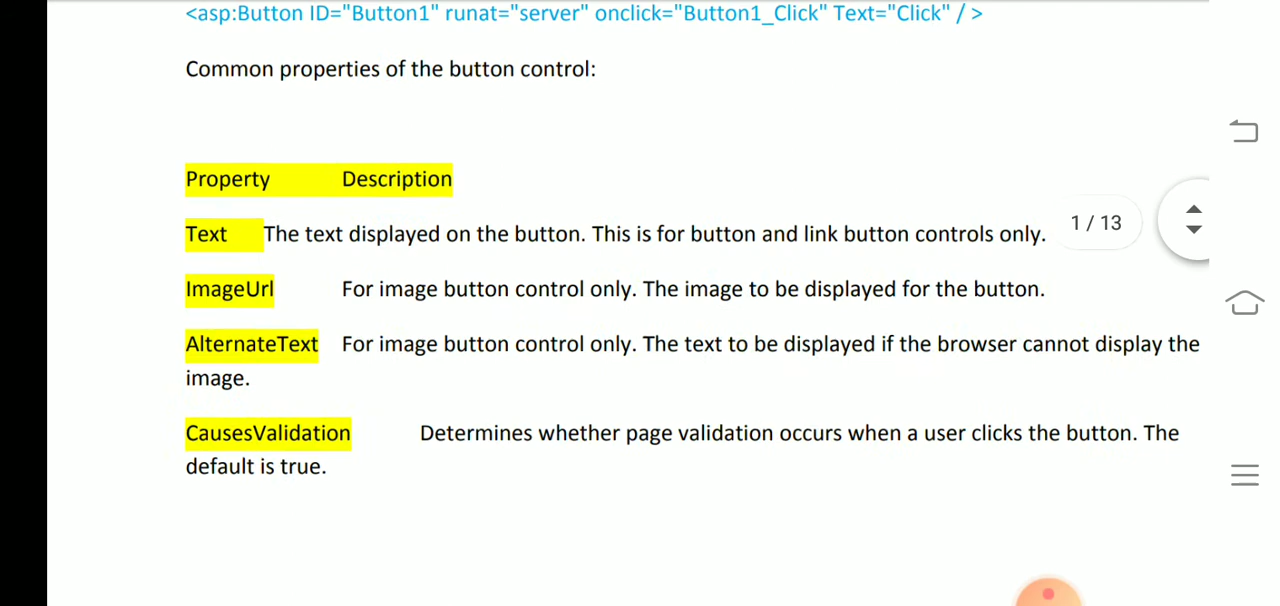 <asp:Button ID="Button1" runat="server" onclick="Button1_Click" Text="Click" / >
Common properties of the button control:
Property Description
Text The text displayed on the button. This is for button and link button controls only.
1 / 13
ImageUrl For image button control only. The image to be displayed for the button.
AlternateText For image button control only. The text to be displayed if the browser cannot display the
image.
CausesValidation Determines whether page validation occurs when a user clicks the button. The
default is true.